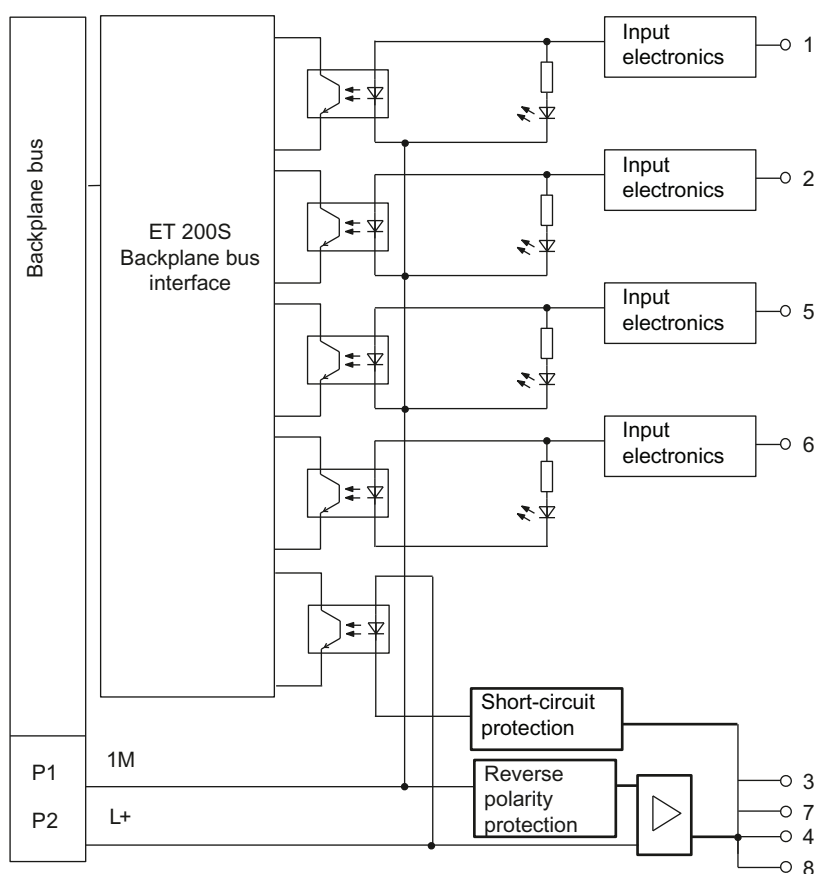 Backplane bus
ET 200S
Backplane bus
interface
Input
electronics
1
Input
electronics
2
Input
electronics
5
Input
electronics
6
Short-circuit
protection
P1
1M
Reverse
polarity
protection
P2
L+
3
7
4
8